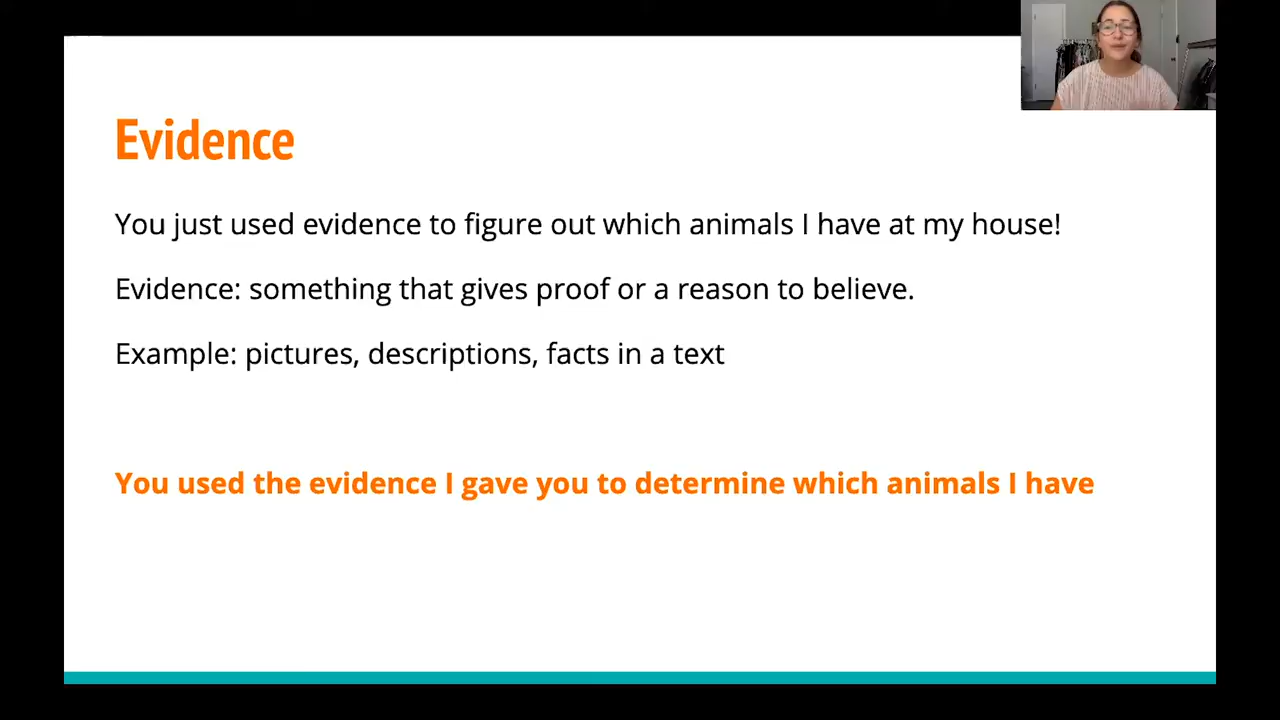 Evidence
You just used evidence to figure out which animals I have at my house!
Evidence: something that gives proof or a reason to believe.
Example: pictures, descriptions, facts in a text
You used the evidence I gave you to determine which animals I have